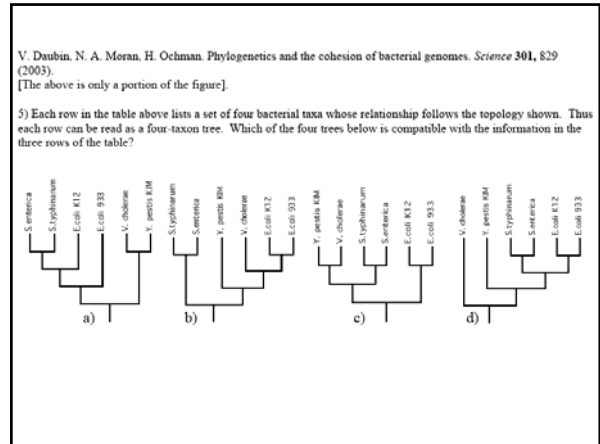 V. Daubin, N. A. Moran, H. Ochman. Phylogenetics and the cohesion of bacterial genomes. Science 301, 829
(2003).
[The above is only a portion of the figure].
5) Each row in the table above lists a set of four bacterial taxa whose relationship follows the topology shown. Thus
each row can be read as a four-taxon tree. Which of the four trees below is compatible with the information in the
three rows of the table?
S.enterica
S.typhinarum
E.coli K12
E.coli 933
V. cholerae
Y. pestis KIM
a)
S.typhinarum
S.enterica
Y. pestis KIM
V. cholerae
E.coli K12
E.coli 933
b)
Y. pestis KIM
V. cholerae
S.typhinarum
S.enterica
E.coli K12
E.coli 933
c)
V. cholerae
Y. pestis KIM
S.typhinarum
S.enterica
E.coli K12
E.coli 933
d)